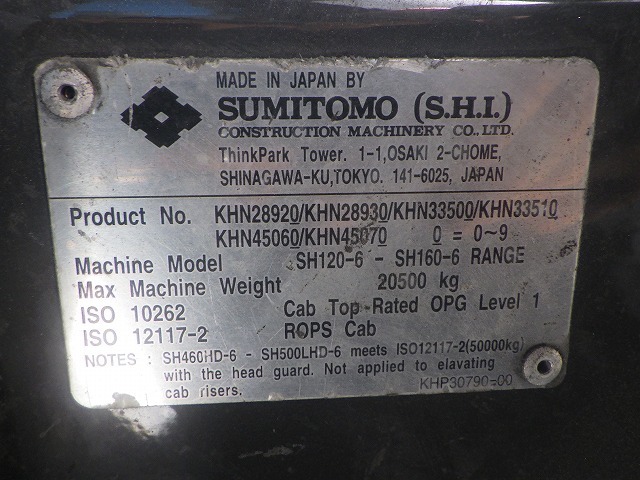 MADE IN JAPAN BY
SUMITOMO (S.H.I.)
CONSTRUCTION MACHINERY CO., LTD.
ThinkPark Tower. 1-1,OSAKI 2-CHOME,
SHINAGAWA-KU,TOKYO. 141-6025, JAPAN
Product No. KHN28920/KHN28930/KHN33500/KHN33510
KHN45060/KHN45070 0 = 0~9
Machine Model SH120-6 - SH160-6 RANGE
Max Machine Weight 20500 kg
ISO 10262 Cab Top-Rated OPG Level 1
ISO 12117-2 ROPS Cab
NOTES : SH460HD-6 - SH500LHD-6 meets ISO12117-2(50000kg)
with the head guard. Not applied to elavating
cab risers. KHP30790=00